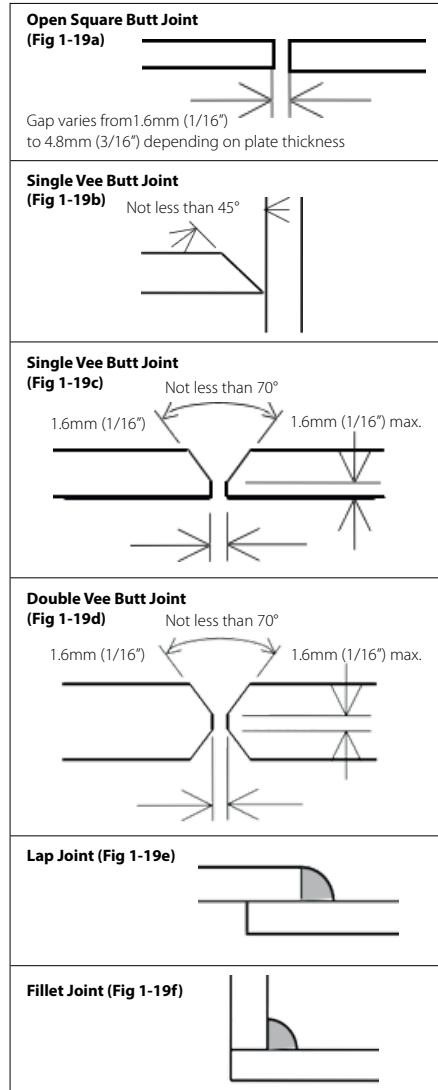 Open Square Butt Joint
(Fig 1-19a)
Gap varies from1.6mm (1/16")
to 4.8mm (3/16") depending on plate thickness
Single Vee Butt Joint
(Fig 1-19b)
Not less than 45°
Single Vee Butt Joint
(Fig 1-19c)
Not less than 70°
1.6mm (1/16")
1.6mm (1/16") max.
Double Vee Butt Joint
(Fig 1-19d)
Not less than 70°
1.6mm (1/16")
1.6mm (1/16") max.
Lap Joint (Fig 1-19e)
Fillet Joint (Fig 1-19f)